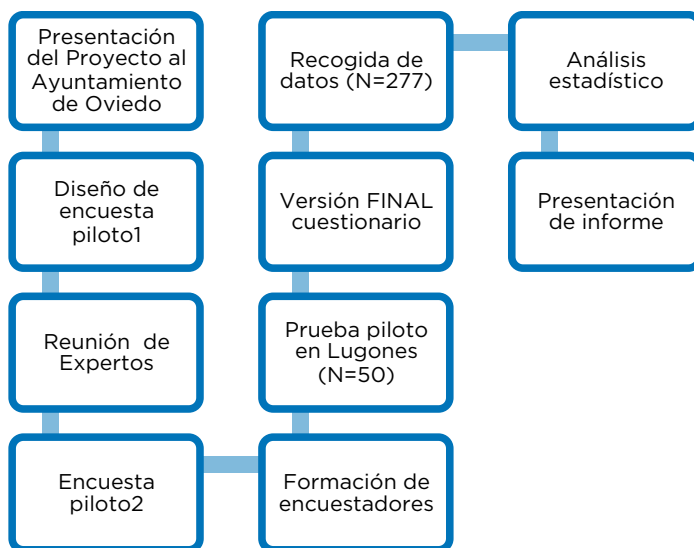 Presentación
del Proyecto al
Ayuntamiento
de Oviedo
Diseño de
encuesta
piloto1
Reunión de
Expertos
Encuesta
piloto2
Formación de
encuestadores
Prueba piloto
en Lugones
(N=50)
Versión FINAL
cuestionario
Recogida de
datos (N=277)
Análisis
estadístico
Presentación
de informe